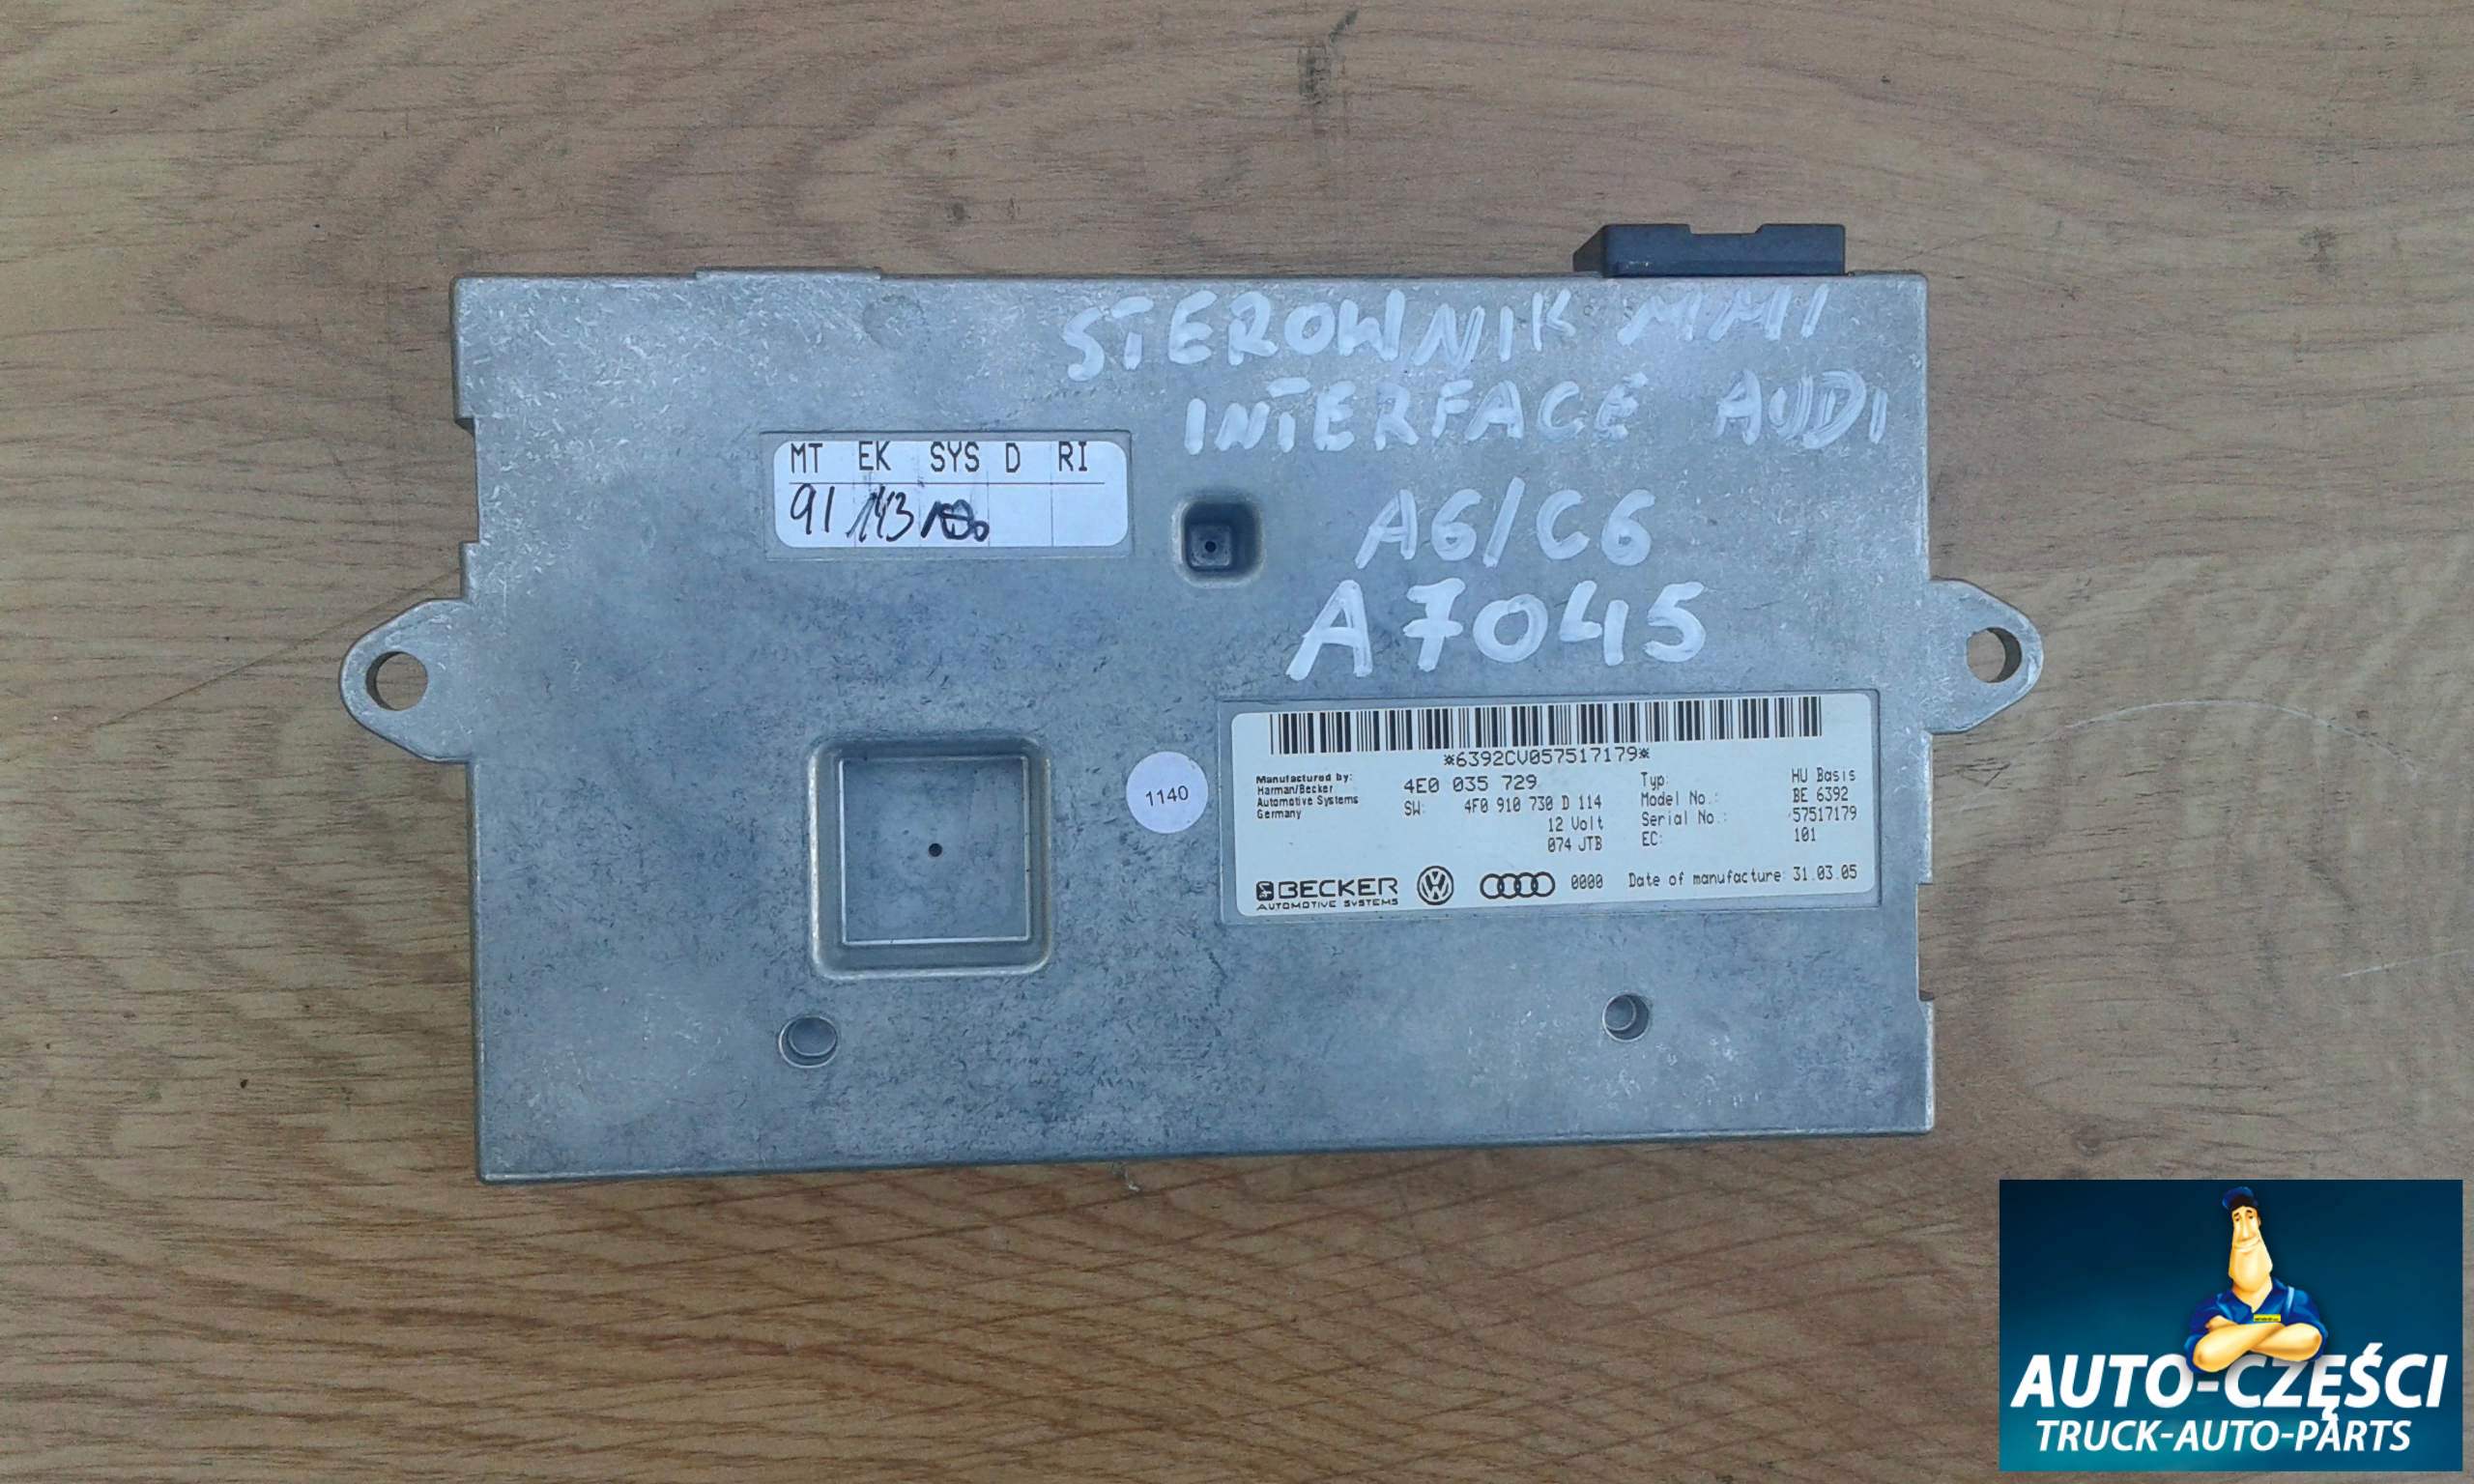 STEROWNIK MMI
INTERFACE AUDI
A6/C6
A7045
MT EK SYS D RI
91 143
*6392CV057517179*
Manufactured by:
Harman/Becker
Automotive Systems
Germany
4E0 035 729
SW: 4F0 910 730 D 114
12 Volt
074 JTB
Typ: HU Basis
Model No.: BE 6392
Serial No.: 57517179
EC: 101
BECKER
AUTOMOTIVE SYSTEMS
0000 Date of manufacture: 31.03.05
1140
AUTO-CZĘŚCI
TRUCK-AUTO-PARTS